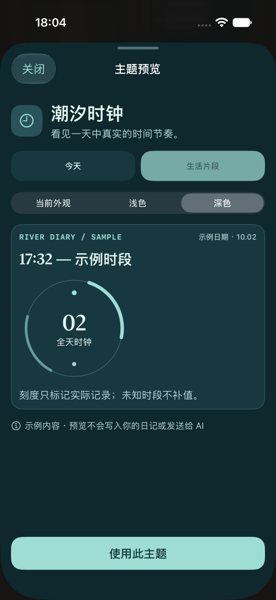 18:04
关闭
主题预览
潮汐时钟
看见一天中真实的时间节奏。
今天
生活片段
当前外观
浅色
深色
RIVER DIARY / SAMPLE
示例日期 · 10.02
17:32 — 示例时段
02
全天时钟
刻度只标记实际记录；未知时段不补值。
示例内容 · 预览不会写入你的日记或发送给 AI
使用此主题